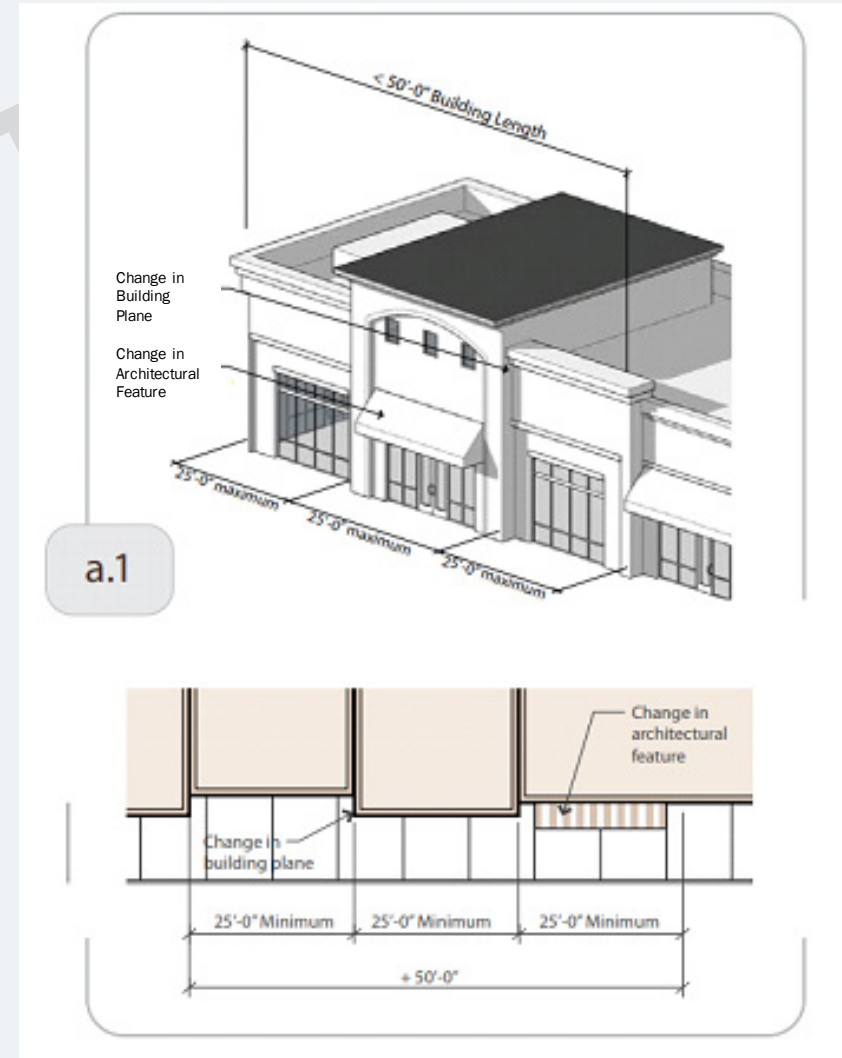 < 50'-0" Building Length
Change in
Building
Plane
Change in
Architectural
Feature
25'-0" maximum
25'-0" maximum
25'-0" maximum
a.1
Change in
architectural
feature
Change in
building plane
25'-0" Minimum
25'-0" Minimum
25'-0" Minimum
+ 50'-0"